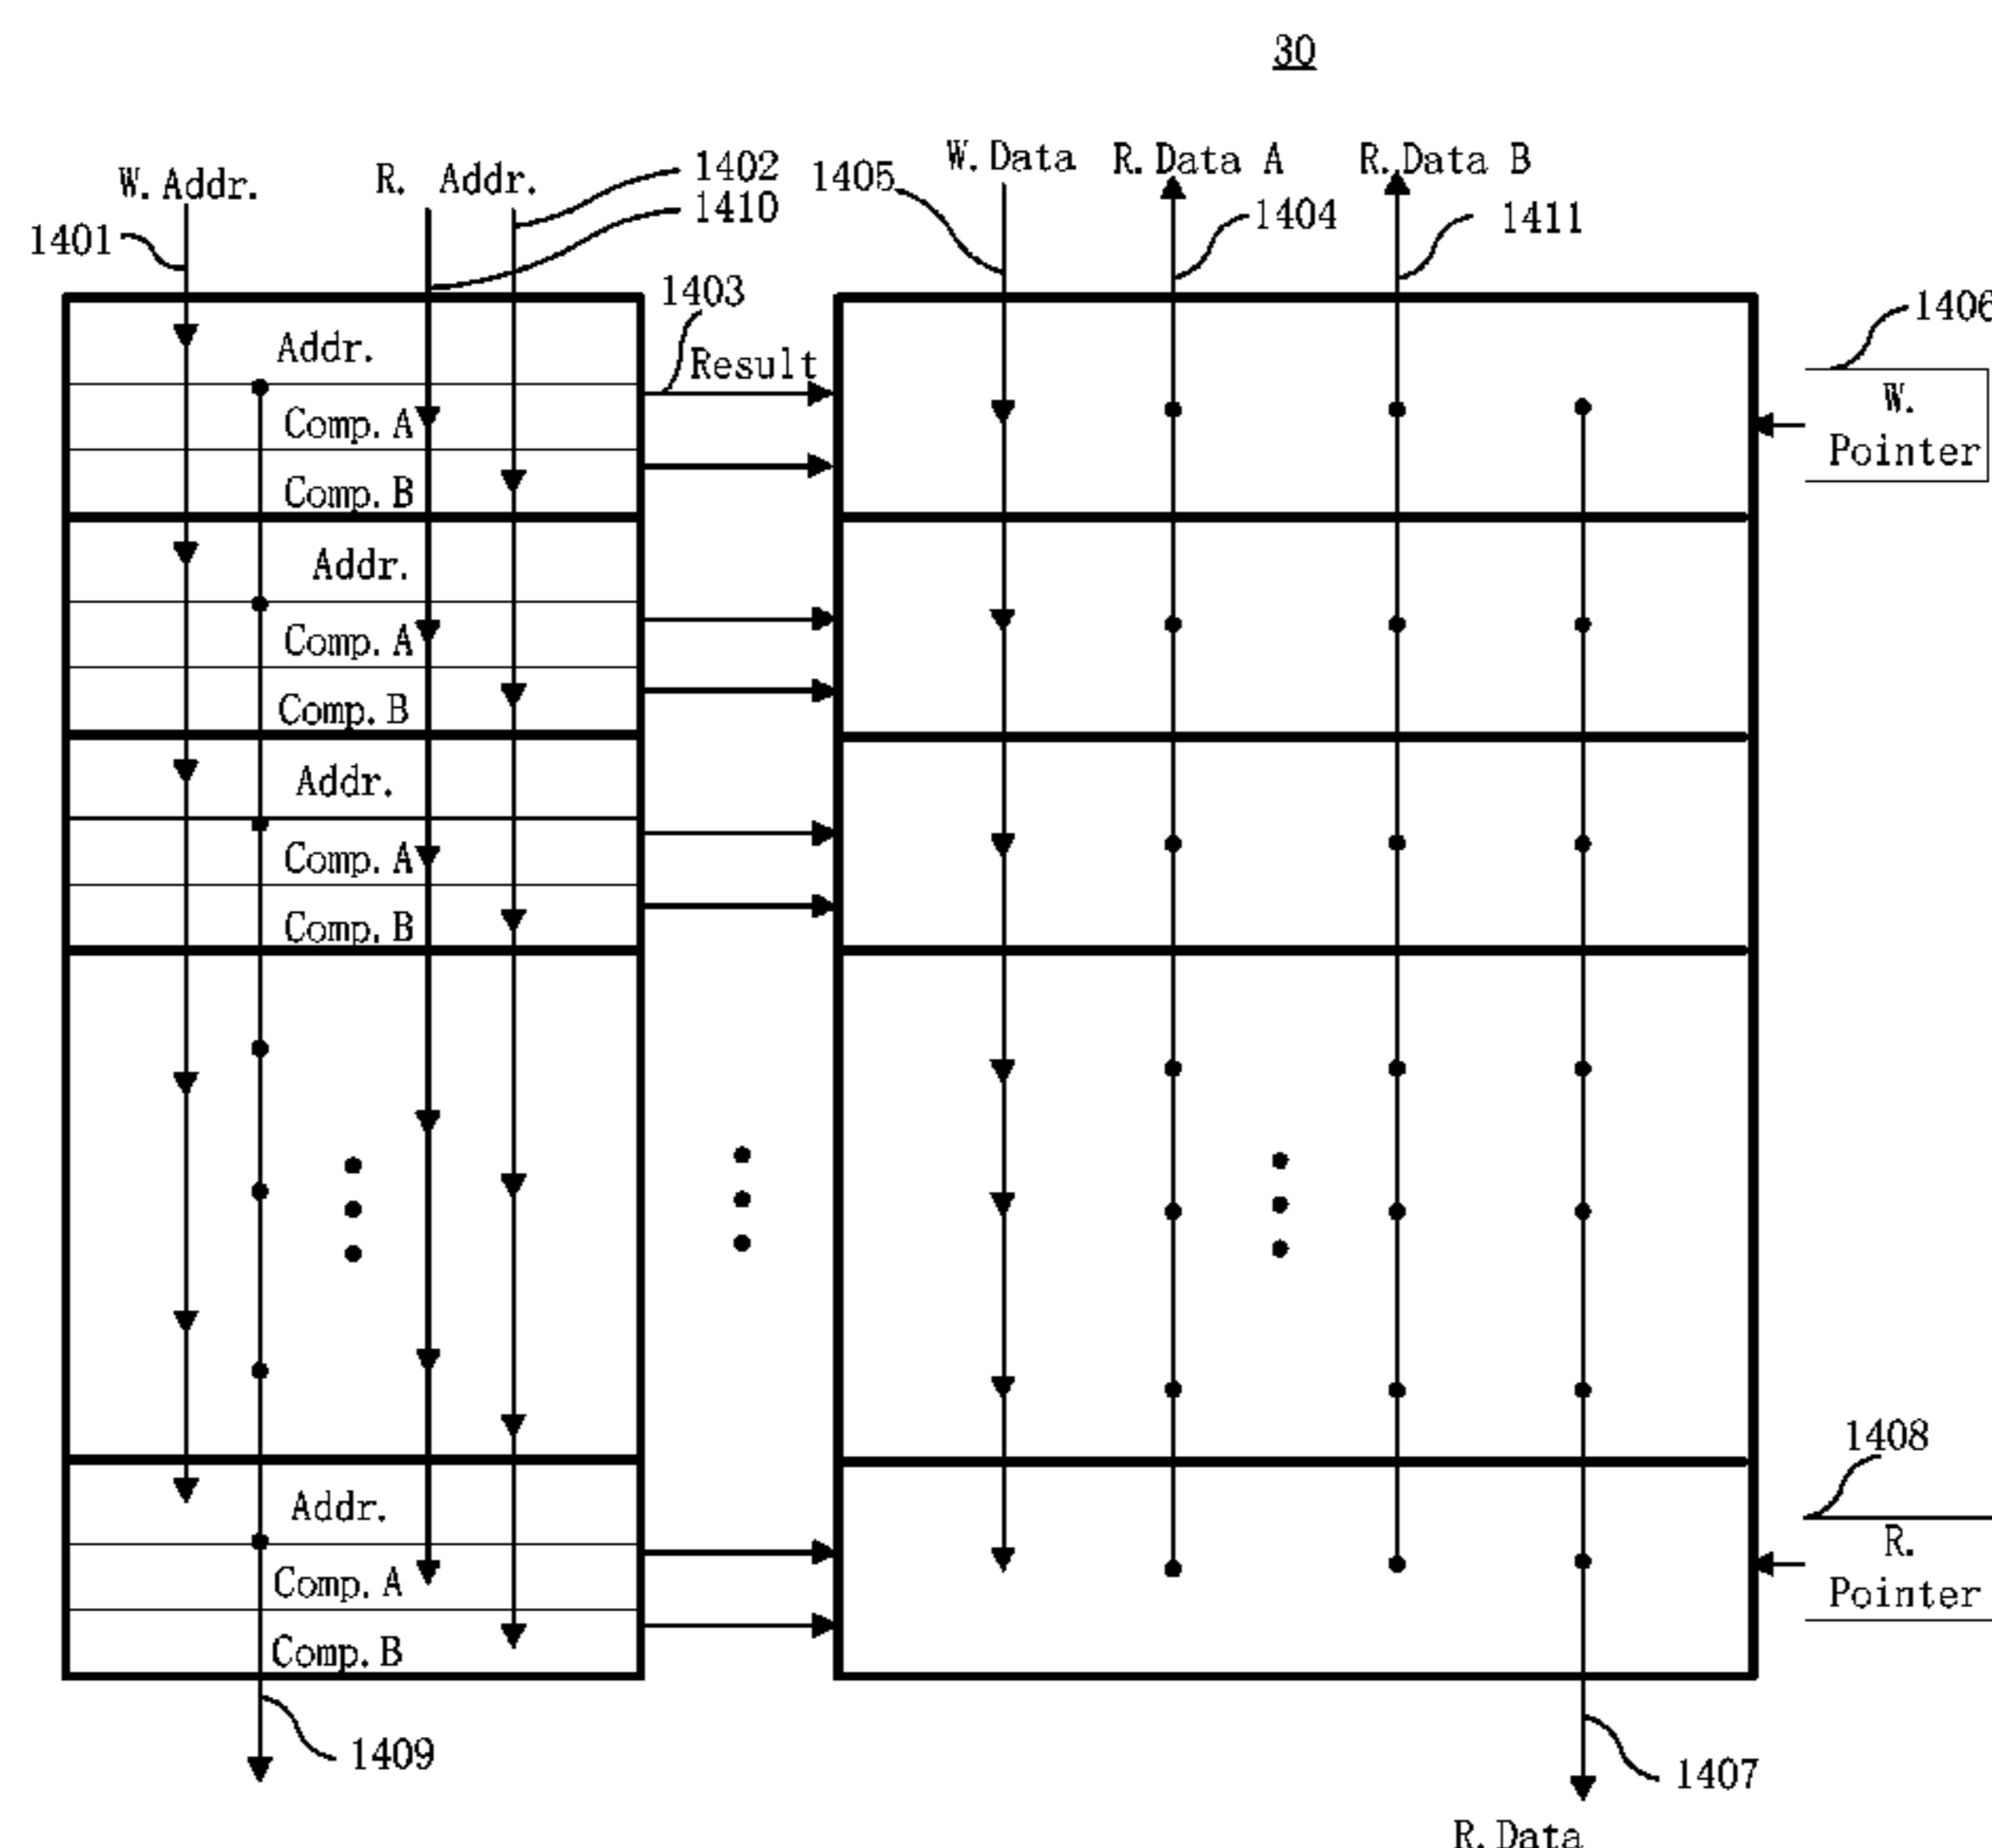 30
W. Addr.
R. Addr.
1402
1410
1405
W. Data
R. Data A
R. Data B
1401
1404
1411
1403
1406
Result
Addr.
Comp. A
Comp. B
W.
Pointer
Addr.
Comp. A
Comp. B
Addr.
Comp. A
Comp. B
1408
Addr.
Comp. A
Comp. B
R.
Pointer
1409
1407
R. Data